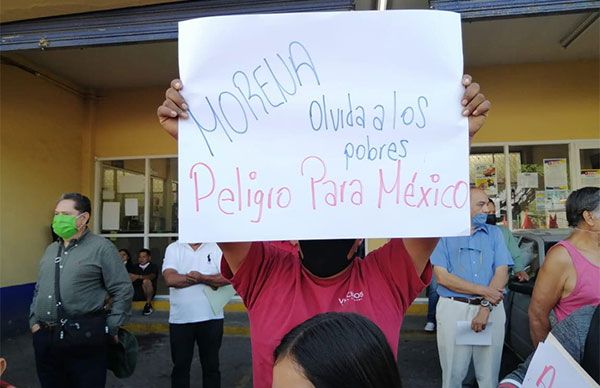 MORENA
Olvida a los
pobres
Peligro Para México